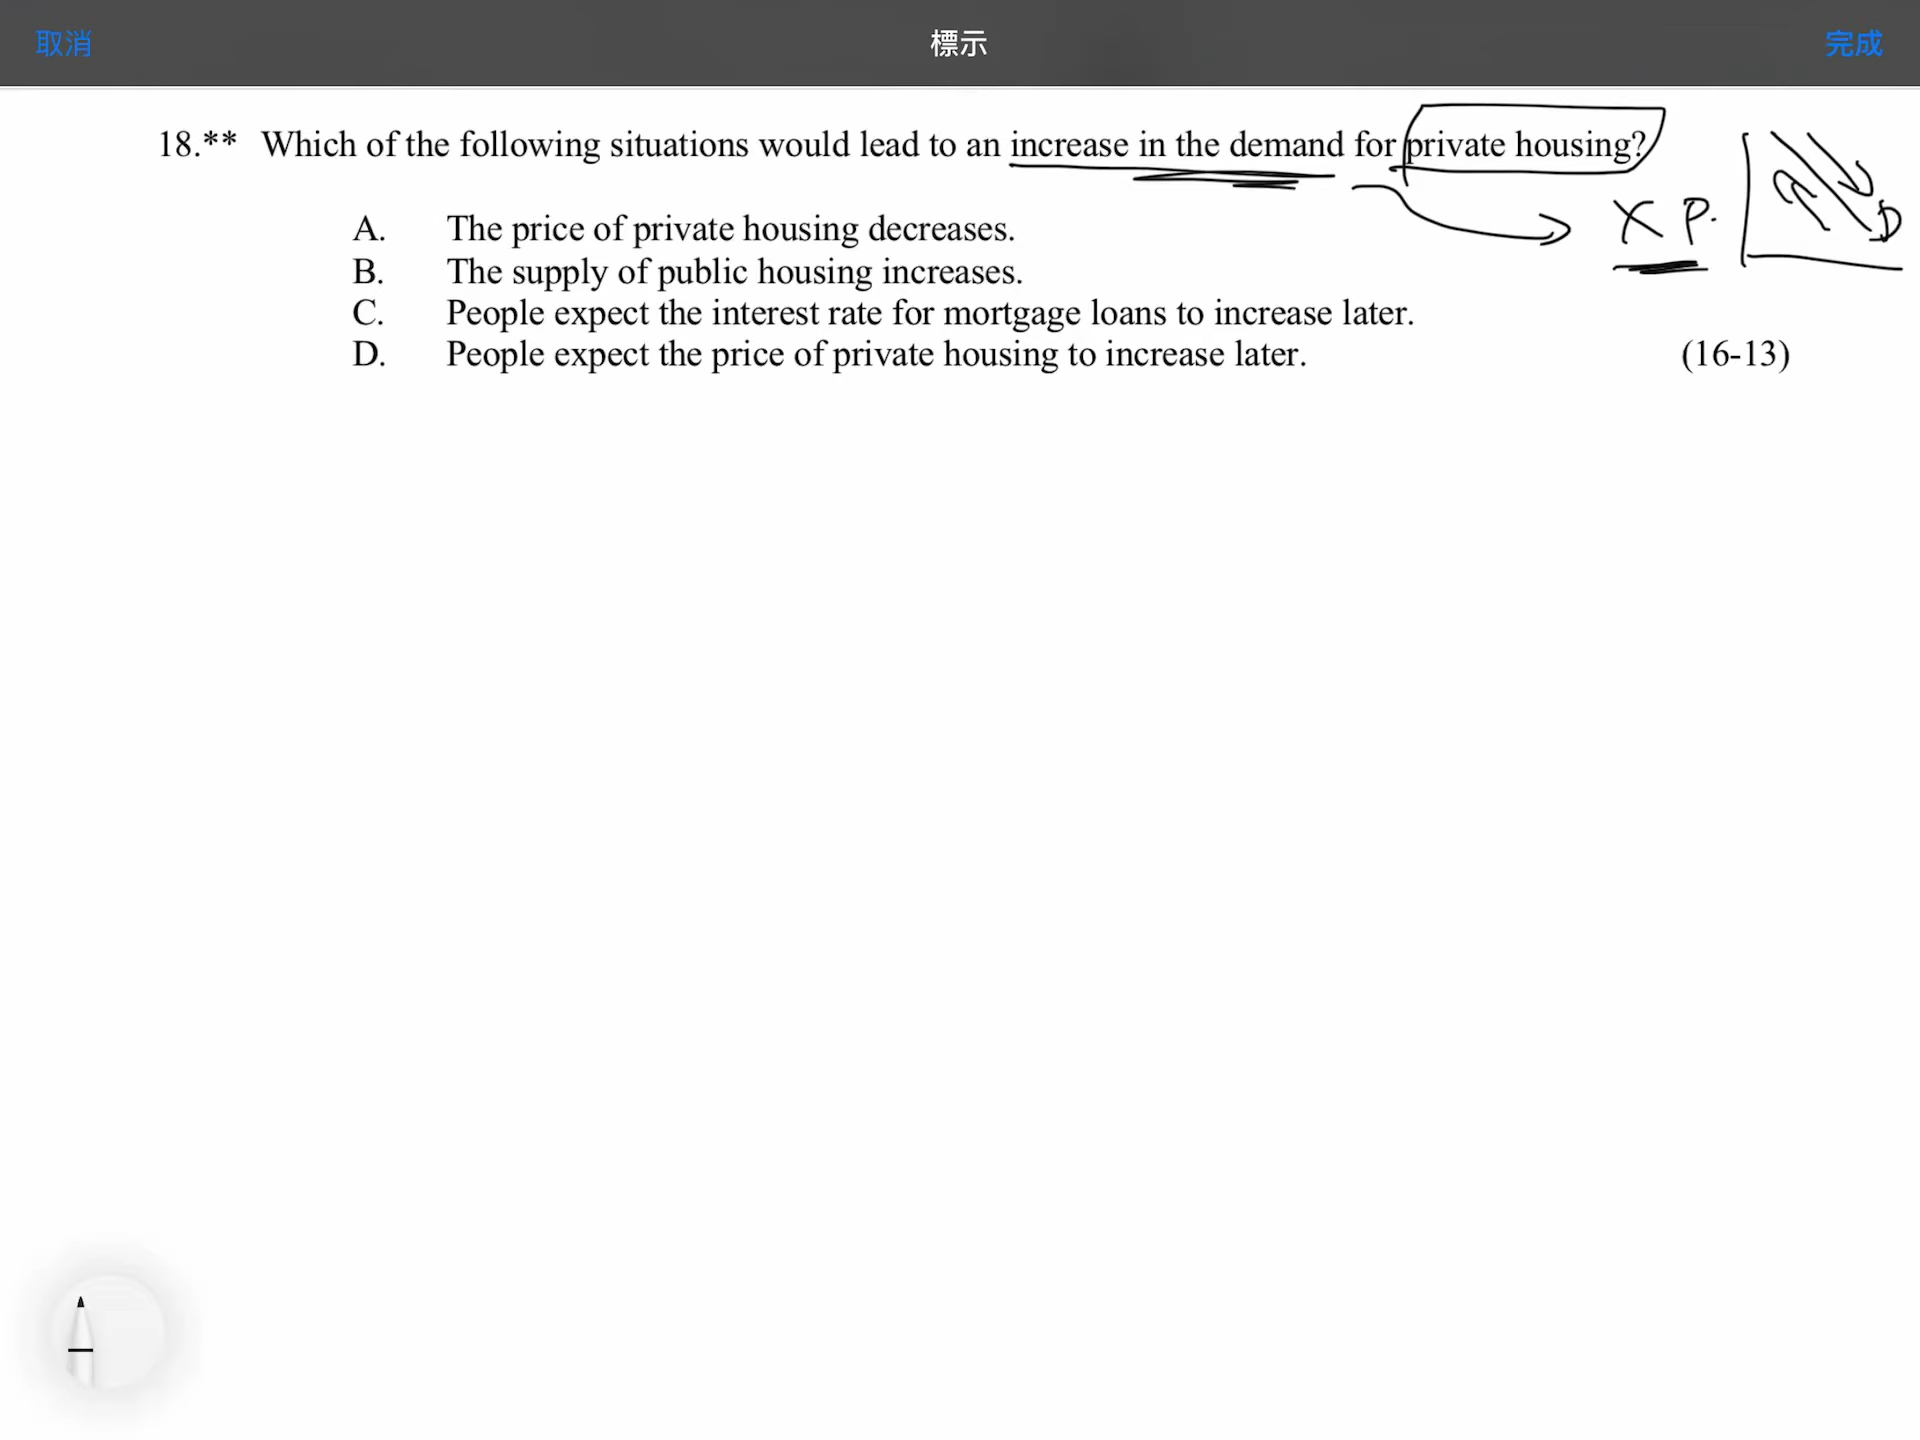 取消 標示 完成
18.** Which of the following situations would lead to an increase in the demand for private housing?
X P.
D
A. The price of private housing decreases.
B. The supply of public housing increases.
C. People expect the interest rate for mortgage loans to increase later.
D. People expect the price of private housing to increase later. (16-13)